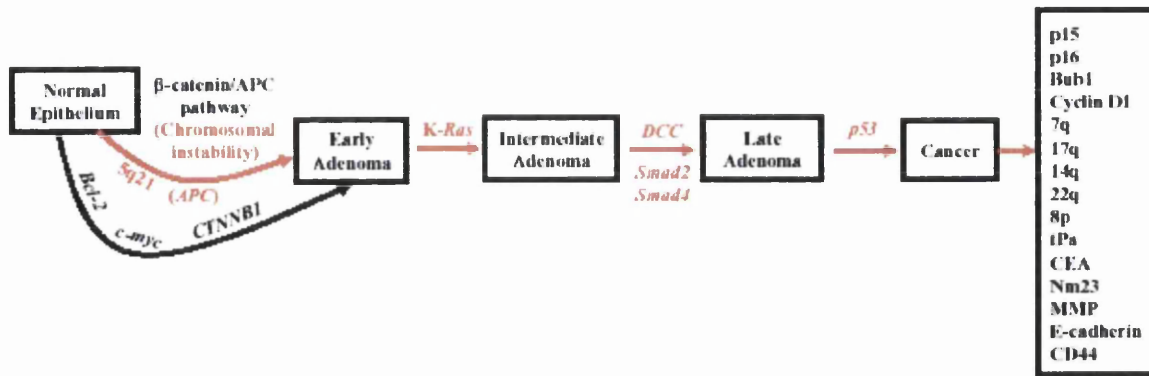 Normal
Epithelium
β-catenin/APC
pathway
(Chromosomal
instability)
5q21
(APC)
Bcl-2
c-myc
CTNNB1
Early
Adenoma
K-Ras
Intermediate
Adenoma
DCC
Smad2
Smad4
Late
Adenoma
p53
Cancer
p15
p16
Bub1
Cyclin D1
7q
17q
14q
22q
8p
tPa
CEA
Nm23
MMP
E-cadherin
CD44